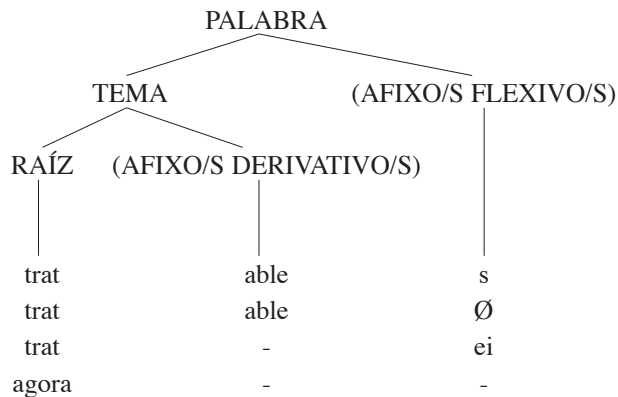 PALABRA
TEMA (AFIXO/S FLEXIVO/S)
RAÍZ (AFIXO/S DERIVATIVO/S)
trat able s
trat able Ø
trat - ei
agora - -